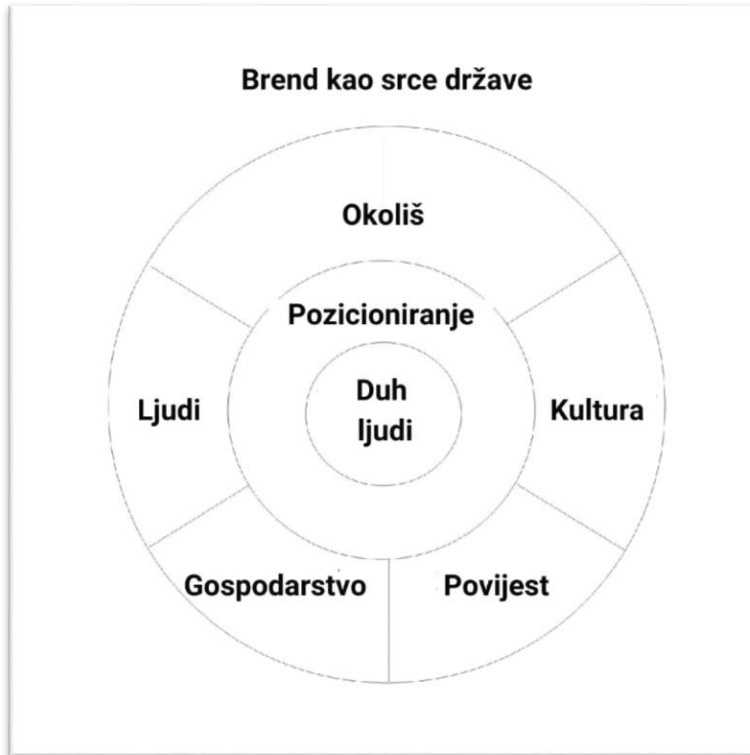 Brend kao srce države
Okoliš
Pozicioniranje
Duh
ljudi
Ljudi
Kultura
Gospodarstvo
Povijest